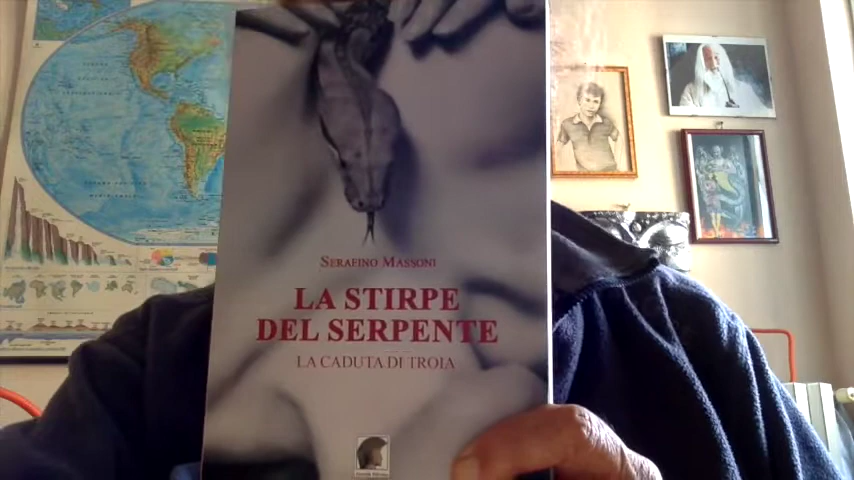 SERAFINO MASSONI
LA STIRPE
DEL SERPENTE
LA CADUTA DI TROIA